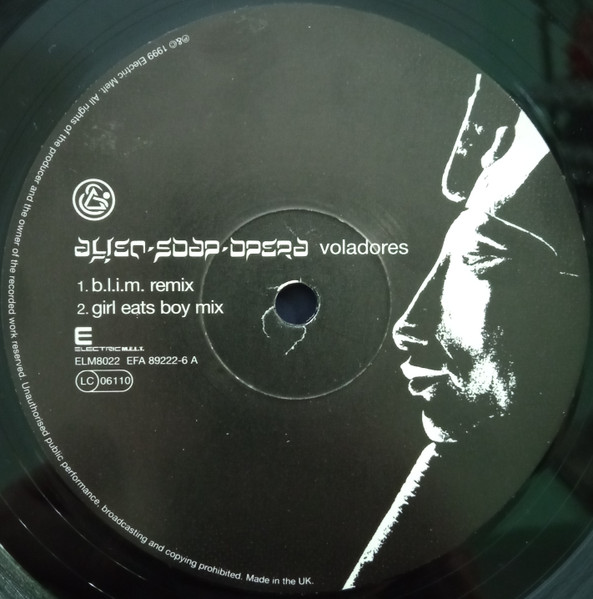 ALIEN-SOAP-OPERA voladores
1. b.l.i.m. remix
2. girl eats boy mix
E
ELECTRIC M.E.L.T.
ELM8022 EFA 89222-6 A
LC 06110
℗&© 1999 Electric Melt. All rights of the producer and the owner of the recorded work reserved. Unauthorised public performance, broadcasting and copying prohibited. Made in the UK.